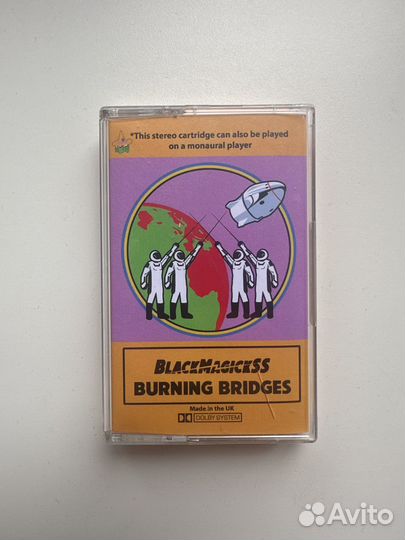 "This stereo cartridge can also be played
on a monaural player
BLACKMAGICKSS
BURNING BRIDGES
Made in the UK
DOLBY SYSTEM
Avito